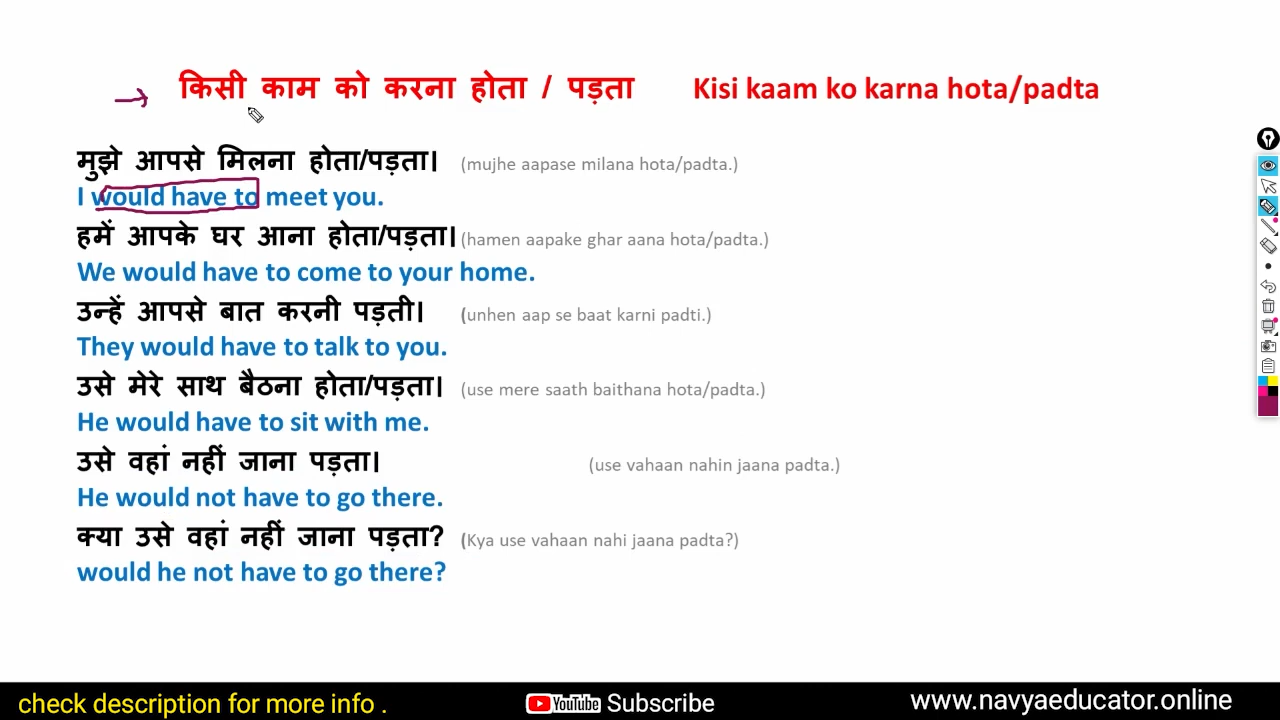 किसी काम को करना होता / पड़ता Kisi kaam ko karna hota/padta
मुझे आपसे मिलना होता/पड़ता। (mujhe aapase milana hota/padta.)
I would have to meet you.
हमें आपके घर आना होता/पड़ता। (hamen aapake ghar aana hota/padta.)
We would have to come to your home.
उन्हें आपसे बात करनी पड़ती। (unhen aap se baat karni padti.)
They would have to talk to you.
उसे मेरे साथ बैठना होता/पड़ता। (use mere saath baithana hota/padta.)
He would have to sit with me.
उसे वहां नहीं जाना पड़ता। (use vahaan nahin jaana padta.)
He would not have to go there.
क्या उसे वहां नहीं जाना पड़ता? (Kya use vahaan nahi jaana padta?)
would he not have to go there?
check description for more info . YouTube Subscribe www.navyaeducator.online